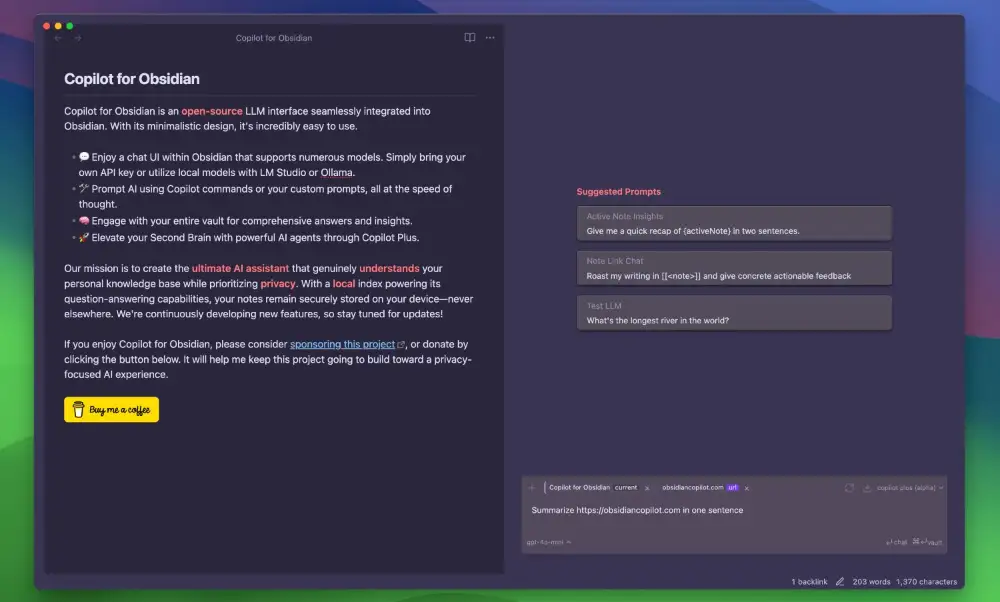 Copilot for Obsidian
Copilot for Obsidian
Copilot for Obsidian is an open-source LLM interface seamlessly integrated into
Obsidian. With its minimalistic design, it's incredibly easy to use.
Enjoy a chat UI within Obsidian that supports numerous models. Simply bring your
own API key or utilize local models with LM Studio or Ollama.
Prompt AI using Copilot commands or your custom prompts, all at the speed of
thought.
Engage with your entire vault for comprehensive answers and insights.
Elevate your Second Brain with powerful AI agents through Copilot Plus.
Our mission is to create the ultimate AI assistant that genuinely understands your
personal knowledge base while prioritizing privacy. With a local index powering its
question-answering capabilities, your notes remain securely stored on your device—never
elsewhere. We're continuously developing new features, so stay tuned for updates!
If you enjoy Copilot for Obsidian, please consider sponsoring this project, or donate by
clicking the button below. It will help me keep this project going to build toward a privacy-
focused AI experience.
Buy me a coffee
Suggested Prompts
Active Note Insights
Give me a quick recap of {activeNote} in two sentences.
Note Link Chat
Roast my writing in [[<note>]] and give concrete actionable feedback
Test LLM
What's the longest river in the world?
Copilot for Obsidian current x obsidiancopilot.com url x copilot plus (alpha)
Summarize https://obsidiancopilot.com in one sentence
gpt-4o-mini ↵ chat ⌘↵ vault
1 backlink 203 words 1,370 characters